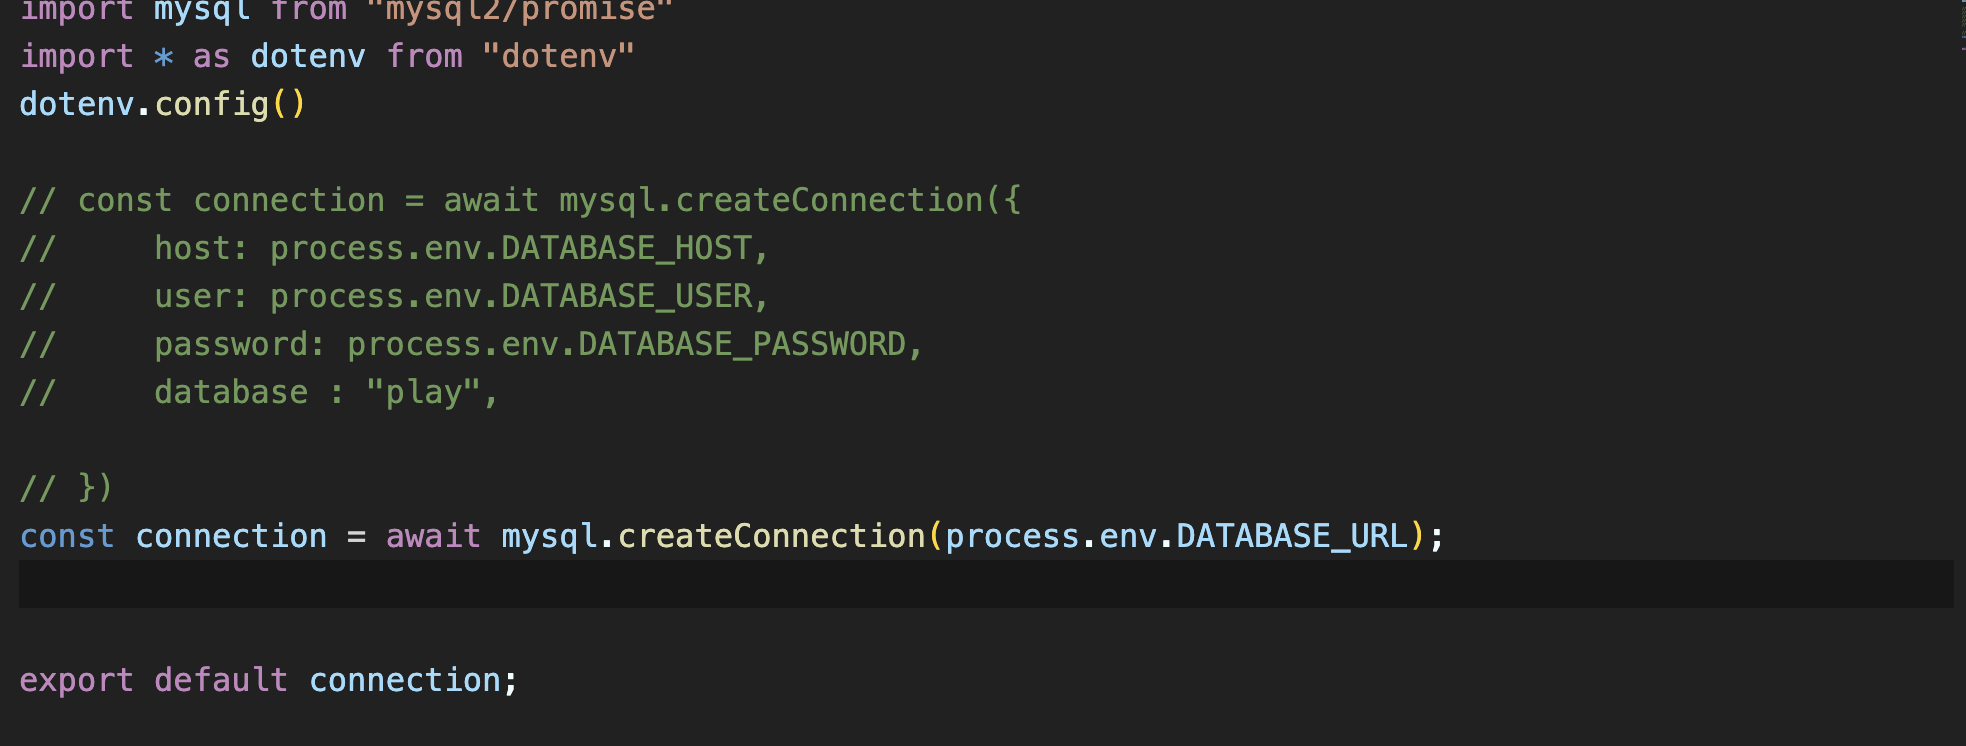 import mysql from "mysql2/promise"
import * as dotenv from "dotenv"
dotenv.config()
// const connection = await mysql.createConnection({
//     host: process.env.DATABASE_HOST,
//     user: process.env.DATABASE_USER,
//     password: process.env.DATABASE_PASSWORD,
//     database : "play",
// })
const connection = await mysql.createConnection(process.env.DATABASE_URL);
export default connection;